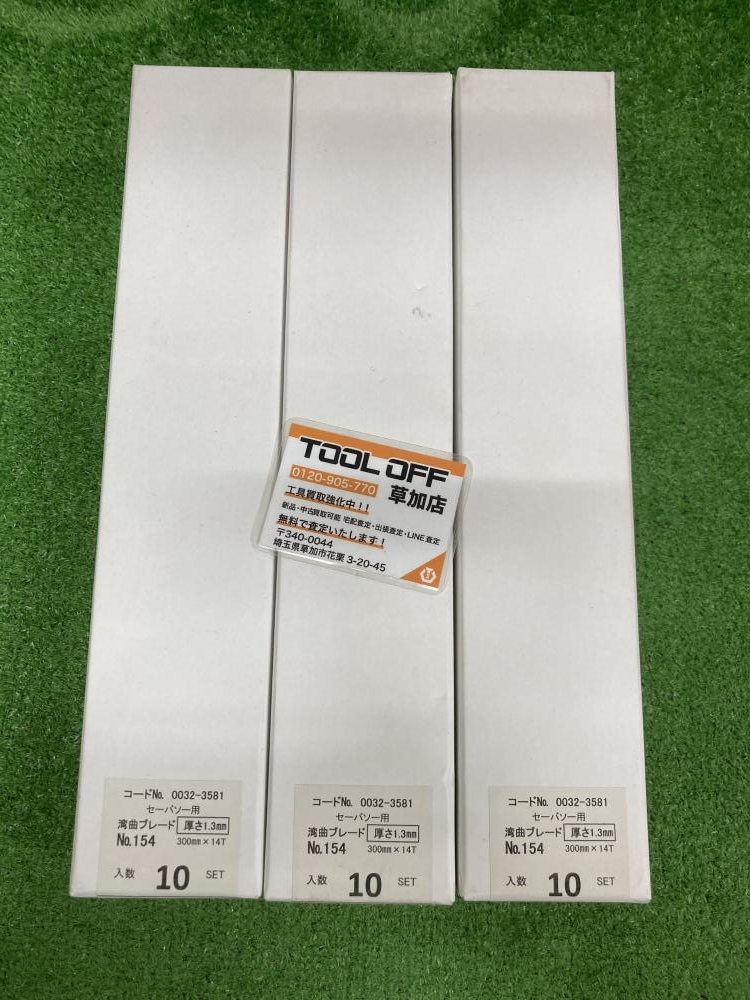 TOOL OFF
0120-905-770 草加店
工具買取強化中!!
新品・中古買取可能 宅配査定・出張査定・LINE査定
無料で査定いたします!
〒340-0044
埼玉県草加市花栗 3-20-45
コードNo. 0032-3581
セーバソー用
湾曲ブレード 厚さ1.3mm
No.154 300mm×14T
入数 10 SET
コードNo. 0032-3581
セーバソー用
湾曲ブレード 厚さ1.3mm
No.154 300mm×14T
入数 10 SET
コードNo. 0032-3581
セーバソー用
湾曲ブレード 厚さ1.3mm
No.154 300mm×14T
入数 10 SET